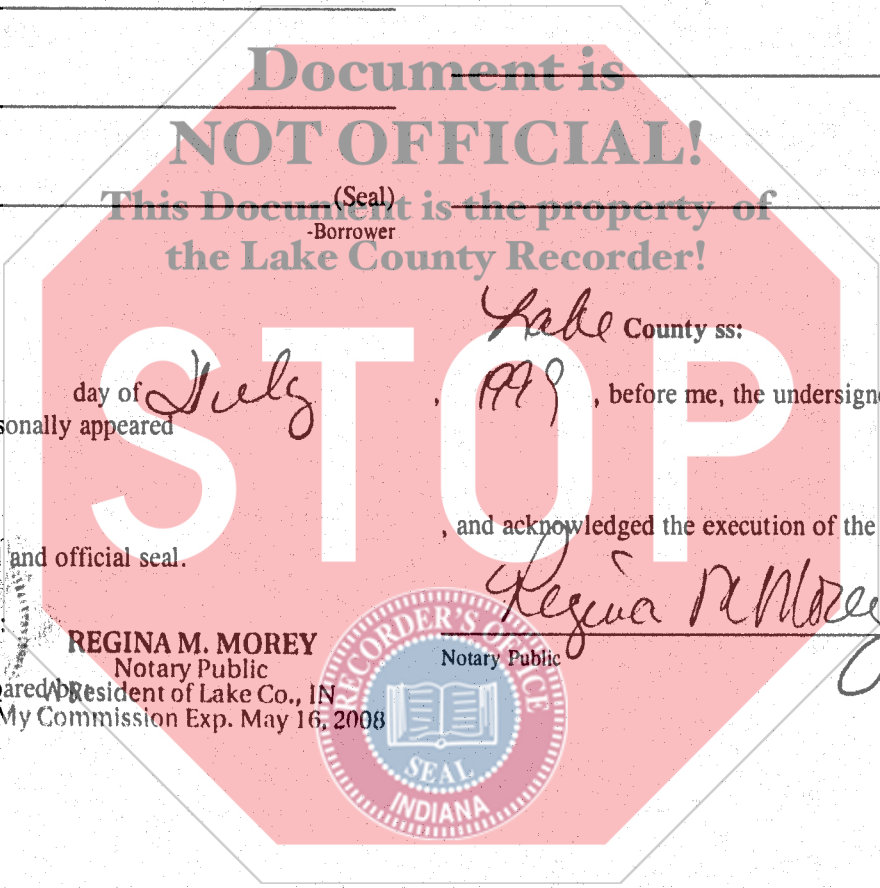 Document is
NOT OFFICIAL!
This Document is the property of
the Lake County Recorder!
(Seal)
-Borrower
STOP
Lake County ss:
day of July , 1999 , before me, the undersigne
sonally appeared
, and acknowledged the execution of the
and official seal.
Regina M Morey
REGINA M. MOREY
Notary Public
Notary Public
ared by:
A Resident of Lake Co., IN
My Commission Exp. May 16, 2008
RECORDER'S OFFICE
SEAL
INDIANA